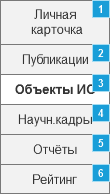 1
Личная
карточка
2
Публикации
3
Объекты ИС
4
Научн.кадры
5
Отчёты
6
Рейтинг